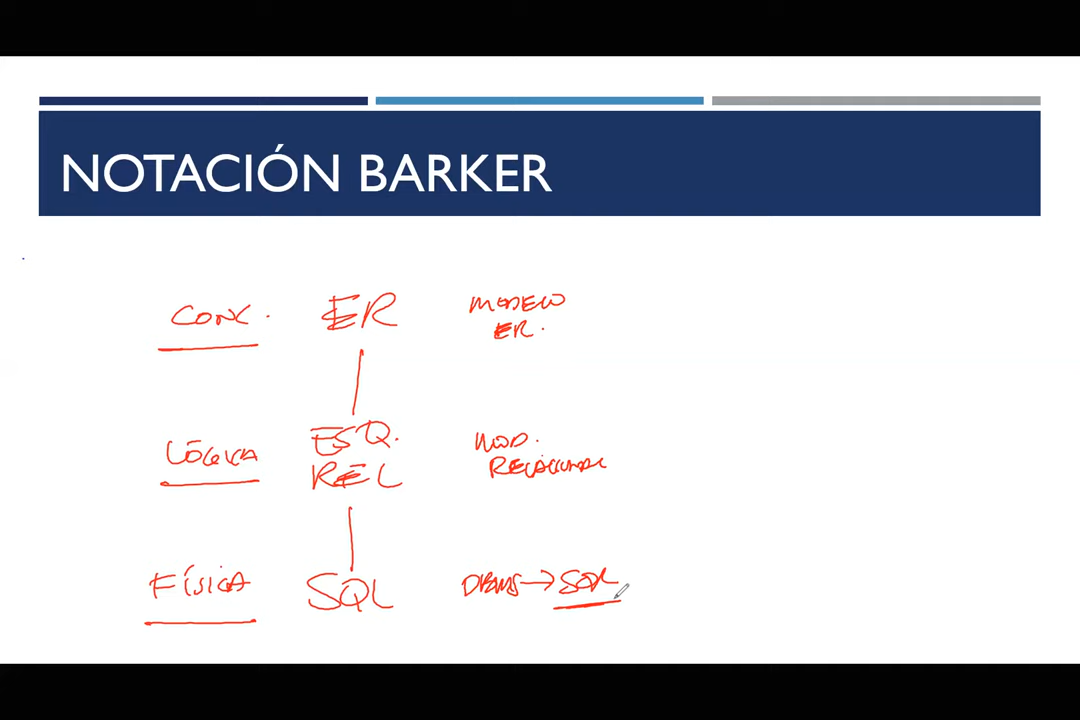 NOTACIÓN BARKER
CONC. ER MODELO
ER.
LÓGICA ESQ. MOD.
REL RELACIONAL
FÍSICA SQL DBMS → SQL